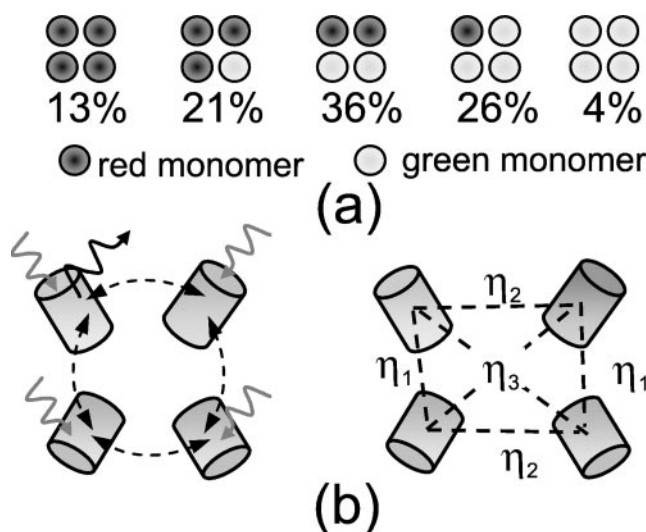 13% 21% 36% 26% 4%
red monomer green monomer
(a)
η₂
η₁ η₃ η₁
η₂
(b)